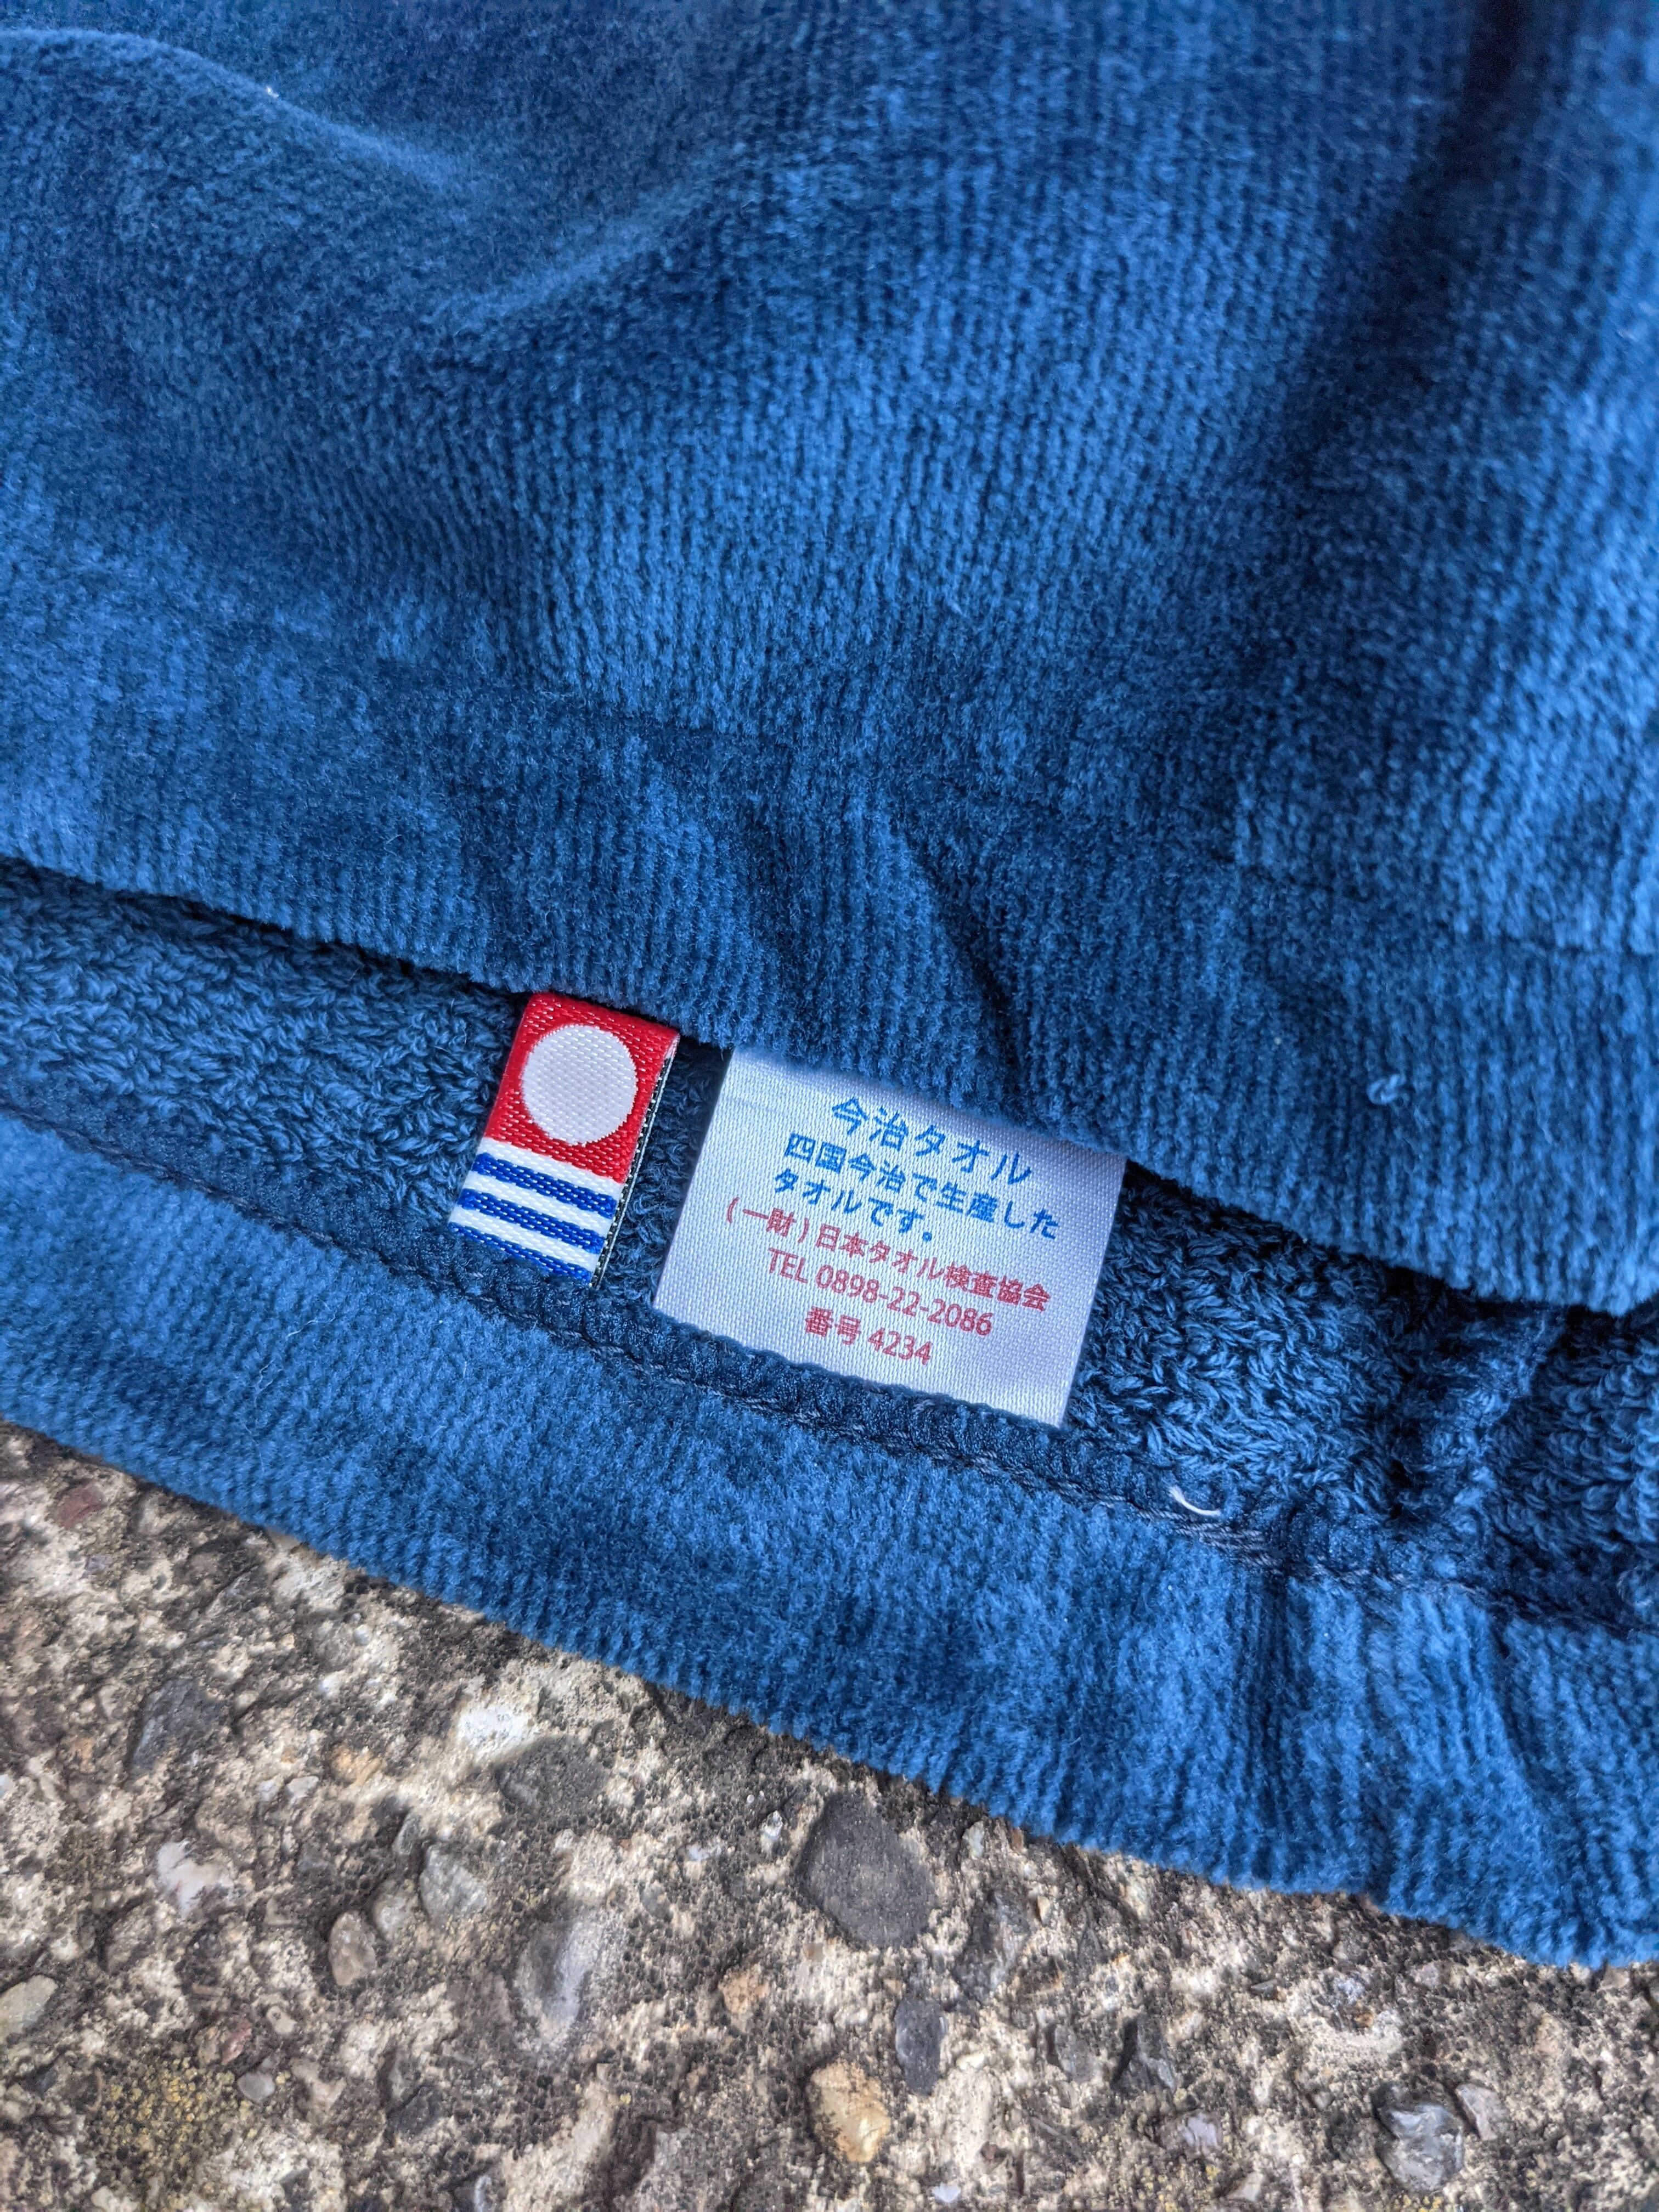 今治タオル
四国今治で生産した
タオルです。
(一財)日本タオル検査協会
TEL 0898-22-2086
番号 4234